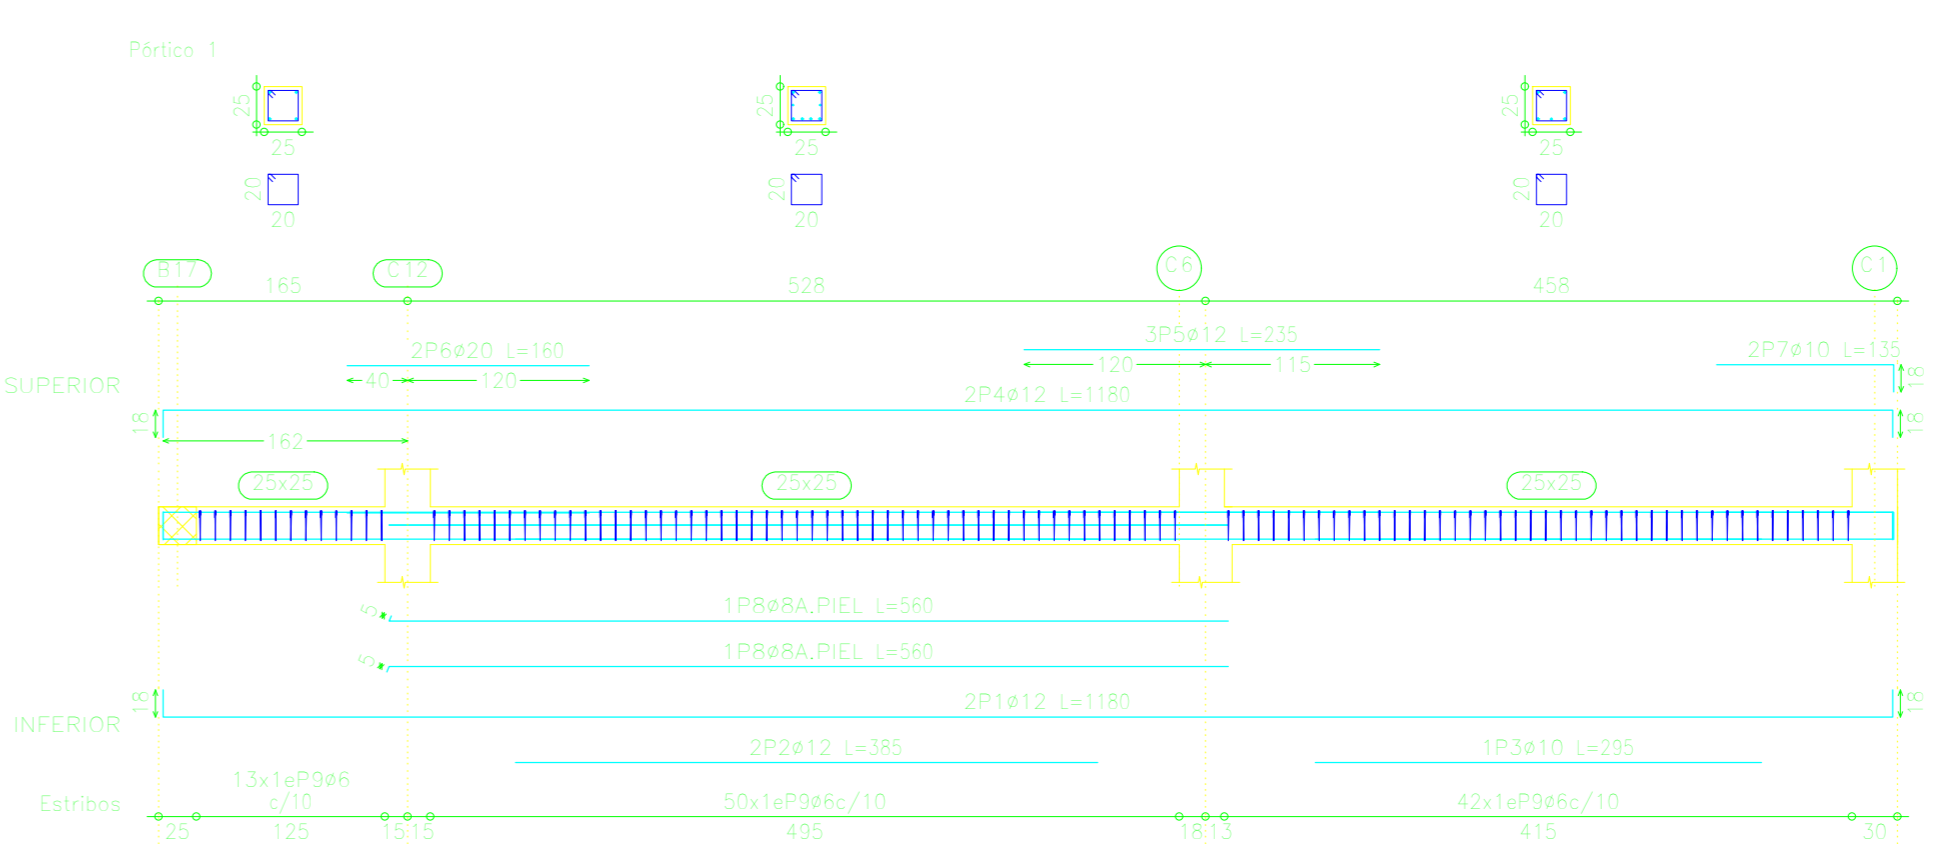 Pórtico 1
25
25
25
25
25
25
20
20
20
20
20
20
B17
C12
C6
C1
165
528
458
3P5ø12 L=235
2P6ø20 L=160
2P7ø10 L=135
40
120
120
115
18
SUPERIOR
2P4ø12 L=1180
18
18
162
25x25
25x25
25x25
5
1P8ø8A.PIEL L=560
5
1P8ø8A.PIEL L=560
18
2P1ø12 L=1180
18
INFERIOR
2P2ø12 L=385
1P3ø10 L=295
13x1eP9ø6
c/10
Estribos
50x1eP9ø6c/10
42x1eP9ø6c/10
25
125
15
15
495
18
13
415
30